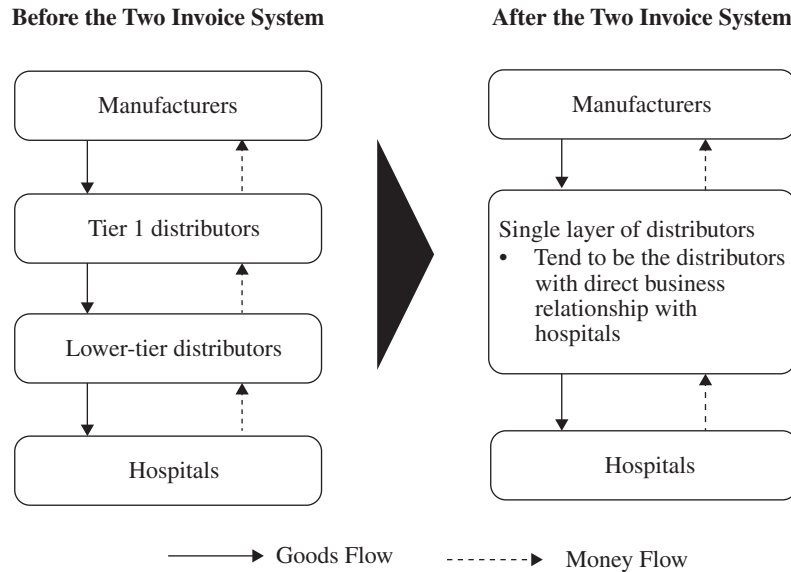 Before the Two Invoice System
Manufacturers
Tier 1 distributors
Lower-tier distributors
Hospitals
After the Two Invoice System
Manufacturers
Single layer of distributors
• Tend to be the distributors
with direct business
relationship with
hospitals
Hospitals
Goods Flow
Money Flow